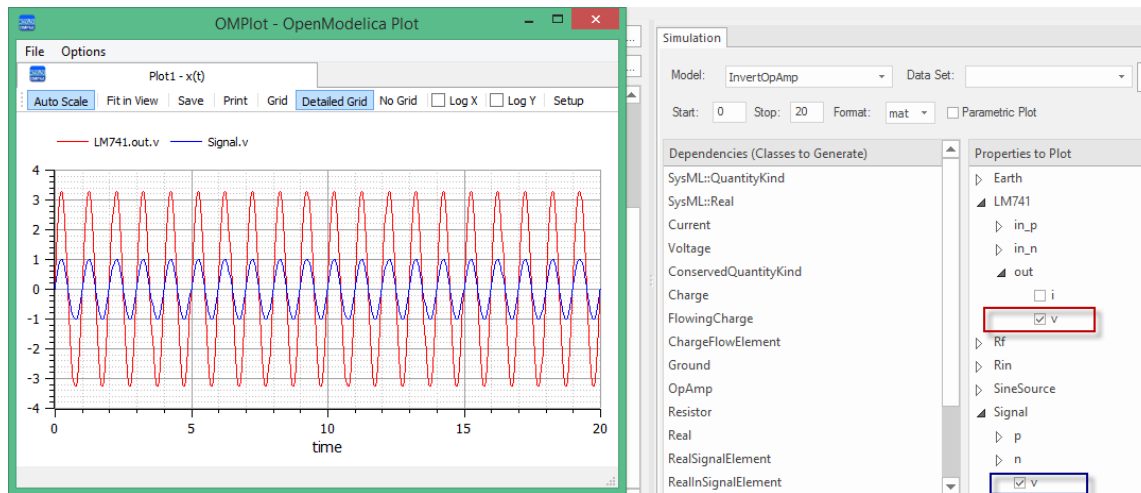 OMPlot - OpenModelica Plot
File Options
Plot1 - x(t)
Auto Scale Fit in View Save Print Grid Detailed Grid No Grid Log X Log Y Setup
LM741.out.v Signal.v
4
3
2
1
0
-1
-2
-3
-4
0 5 10 15 20
time
Simulation
Model: InvertOpAmp Data Set:
Start: 0 Stop: 20 Format: mat Parametric Plot
Dependencies (Classes to Generate)
SysML::QuantityKind
SysML::Real
Current
Voltage
ConservedQuantityKind
Charge
FlowingCharge
ChargeFlowElement
Ground
OpAmp
Resistor
Real
RealSignalElement
RealInSignalElement
Properties to Plot
Earth
LM741
in_p
in_n
out
i
v
Rf
Rin
SineSource
Signal
p
n
v